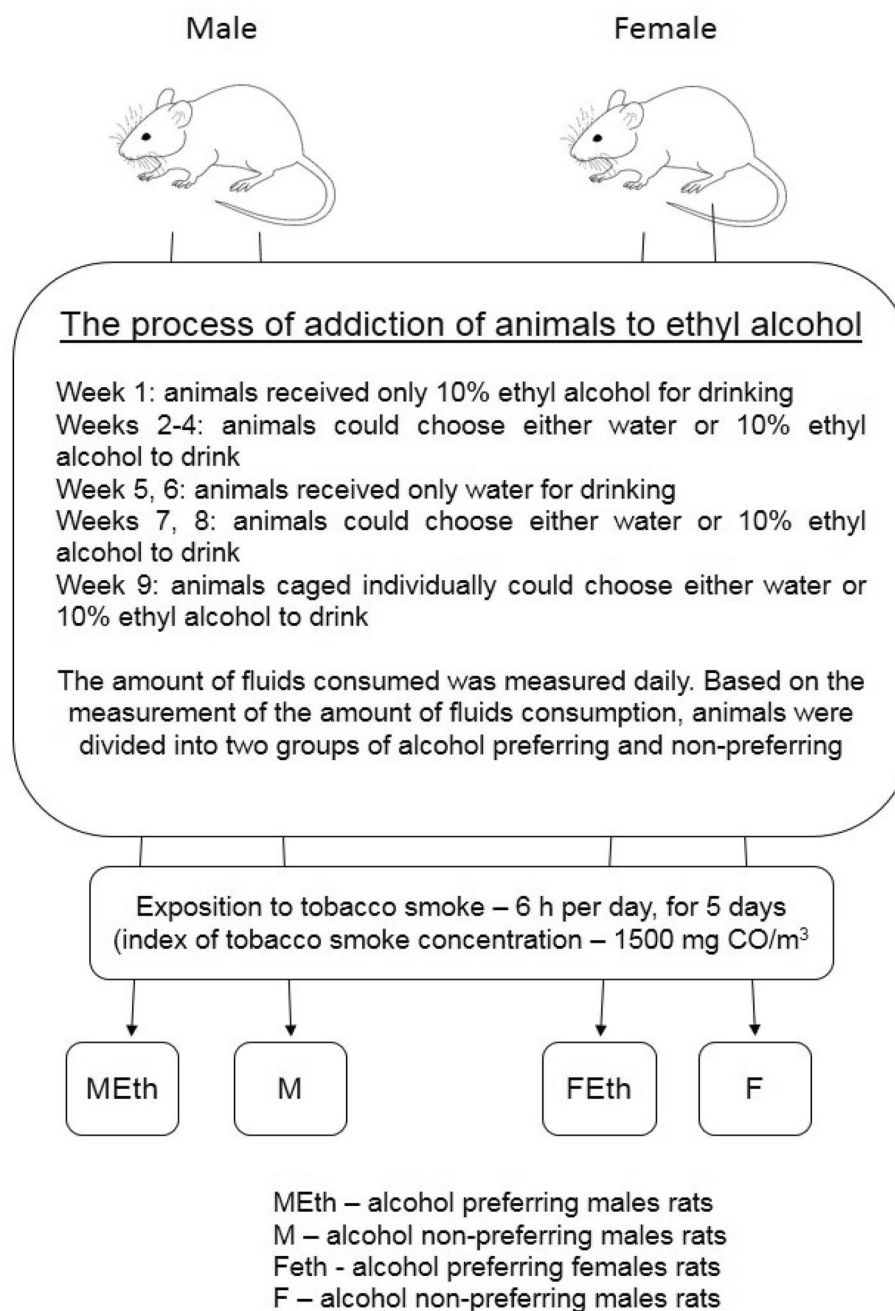 Male Female
The process of addiction of animals to ethyl alcohol
Week 1: animals received only 10% ethyl alcohol for drinking
Weeks 2-4: animals could choose either water or 10% ethyl
alcohol to drink
Week 5, 6: animals received only water for drinking
Weeks 7, 8: animals could choose either water or 10% ethyl
alcohol to drink
Week 9: animals caged individually could choose either water or
10% ethyl alcohol to drink
The amount of fluids consumed was measured daily. Based on the
measurement of the amount of fluids consumption, animals were
divided into two groups of alcohol preferring and non-preferring
Exposition to tobacco smoke – 6 h per day, for 5 days
(index of tobacco smoke concentration – 1500 mg CO/m³
MEth M FEth F
MEth – alcohol preferring males rats
M – alcohol non-preferring males rats
Feth - alcohol preferring females rats
F – alcohol non-preferring males rats